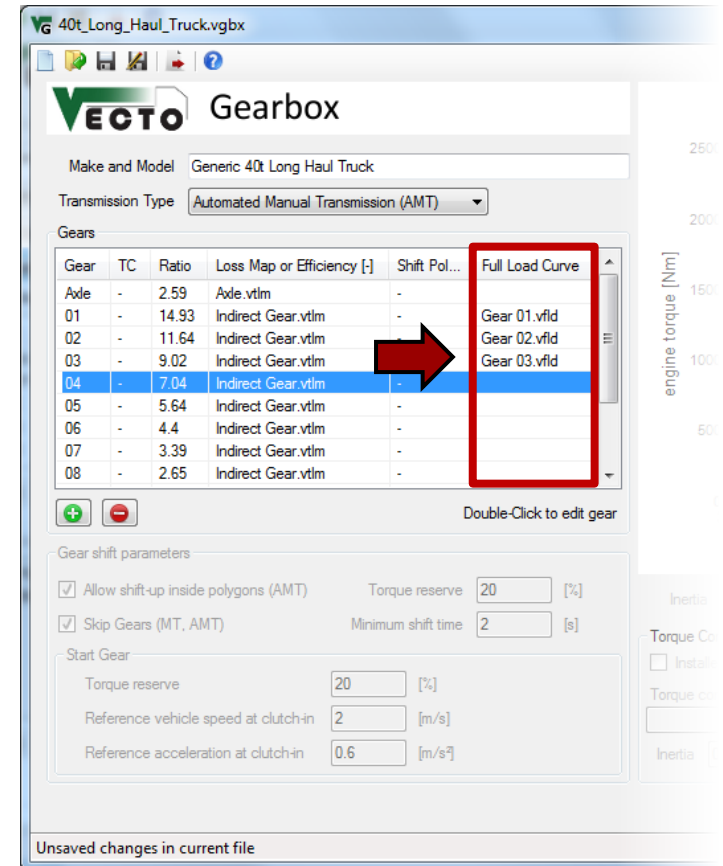 VG 40t_Long_Haul_Truck.vgbx
VECTO Gearbox
Make and Model Generic 40t Long Haul Truck
Transmission Type Automated Manual Transmission (AMT)
Gears
Gear TC Ratio Loss Map or Efficiency [-] Shift Pol... Full Load Curve
Axle - 2.59 Axle.vtlm -
01 - 14.93 Indirect Gear.vtlm - Gear 01.vfld
02 - 11.64 Indirect Gear.vtlm - Gear 02.vfld
03 - 9.02 Indirect Gear.vtlm Gear 03.vfld
04 - 7.04 Indirect Gear.vtlm -
05 - 5.64 Indirect Gear.vtlm -
06 - 4.4 Indirect Gear.vtlm -
07 - 3.39 Indirect Gear.vtlm -
08 - 2.65 Indirect Gear.vtlm -
Double-Click to edit gear
Gear shift parameters
Allow shift-up inside polygons (AMT) Torque reserve 20 [%]
Skip Gears (MT, AMT) Minimum shift time 2 [s]
Start Gear
Torque reserve 20 [%]
Reference vehicle speed at clutch-in 2 [m/s]
Reference acceleration at clutch-in 0.6 [m/s²]
Unsaved changes in current file
engine torque [Nm]
Inertia
Torque
Torque
Inertia